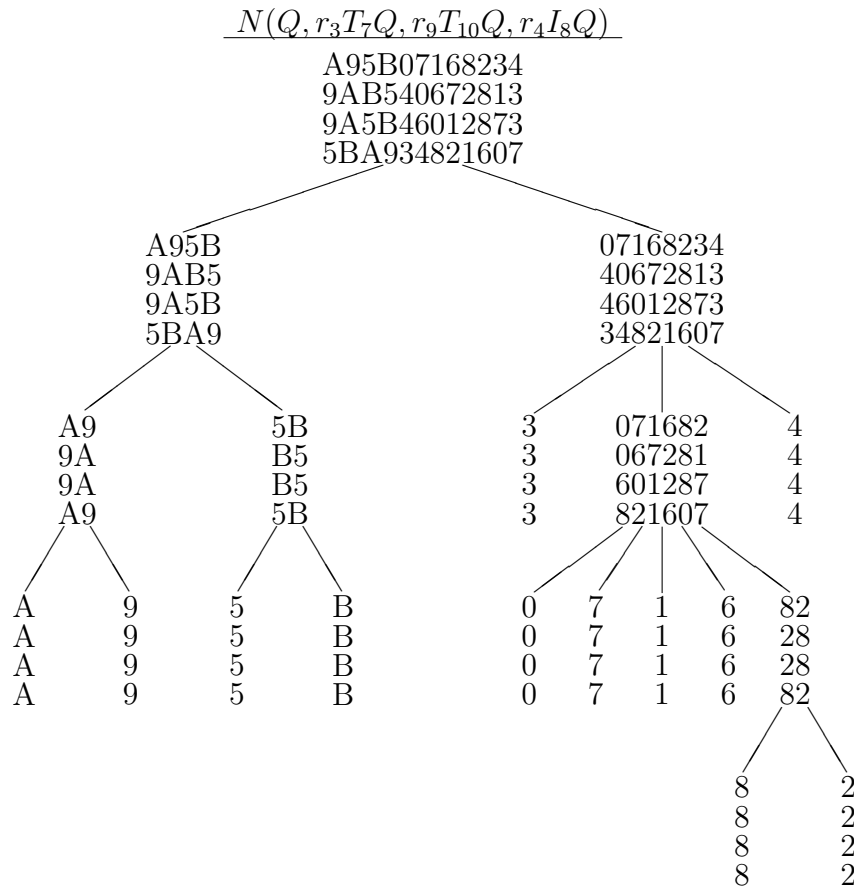 N(Q, r₃T₇Q, r₉T₁₀Q, r₄I₈Q)
A95B07168234
9AB540672813
9A5B46012873
5BA934821607
A95B 07168234
9AB5 40672813
9A5B 46012873
5BA9 34821607
A9 5B 3 071682 4
9A B5 3 067281 4
9A B5 3 601287 4
A9 5B 3 821607 4
A 9 5 B 0 7 1 6 82
A 9 5 B 0 7 1 6 28
A 9 5 B 0 7 1 6 28
A 9 5 B 0 7 1 6 82
8 2
8 2
8 2
8 2